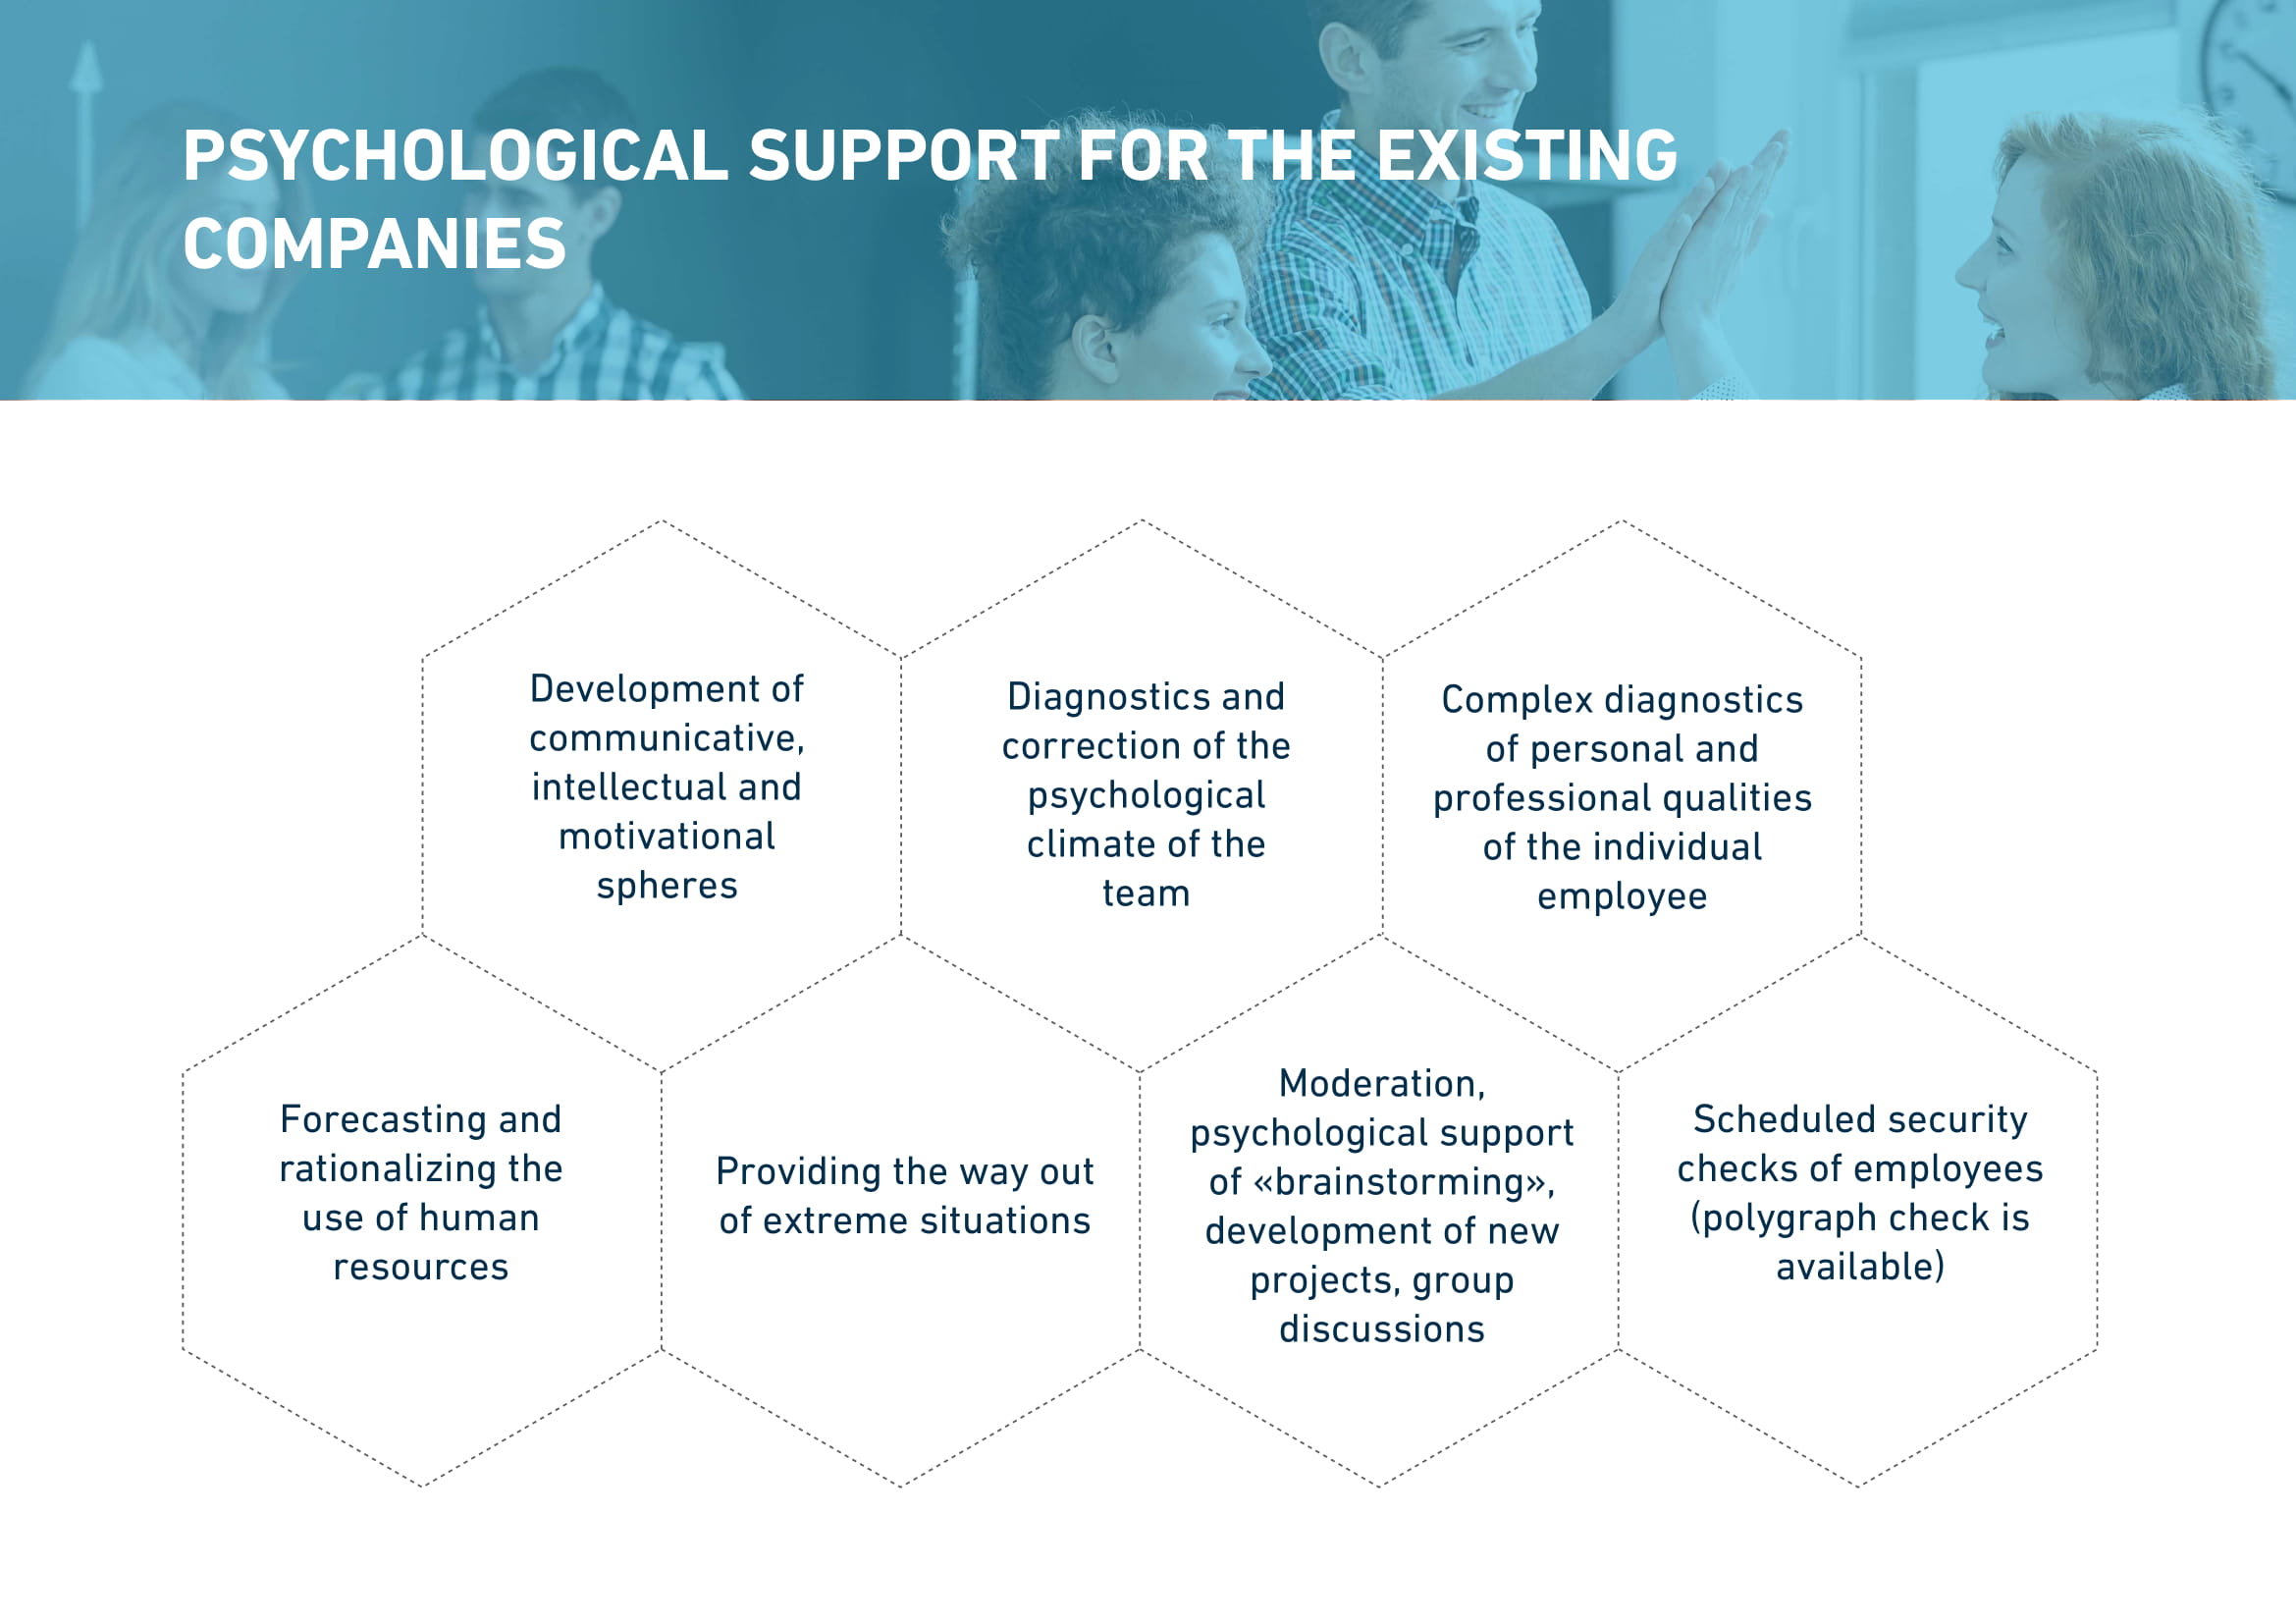 PSYCHOLOGICAL SUPPORT FOR THE EXISTING
COMPANIES
Development of
communicative,
intellectual and
motivational
spheres
Diagnostics and
correction of the
psychological
climate of the
team
Complex diagnostics
of personal and
professional qualities
of the individual
employee
Forecasting and
rationalizing the
use of human
resources
Providing the way out
of extreme situations
Moderation,
psychological support
of «brainstorming»,
development of new
projects, group
discussions
Scheduled security
checks of employees
(polygraph check is
available)